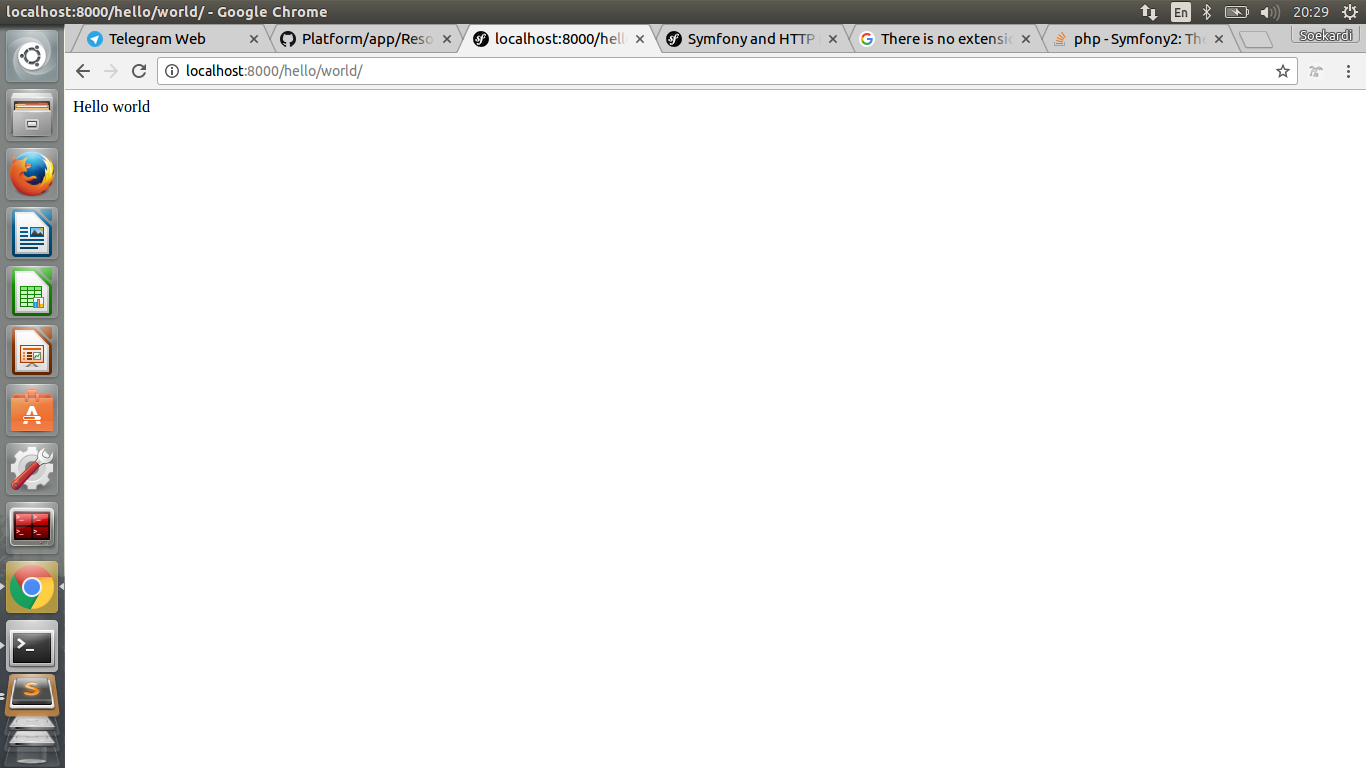 localhost:8000/hello/world/ - Google Chrome
En
20:29
Telegram Web
Platform/app/Reso
localhost:8000/hell
Symfony and HTTP
There is no extensi
php - Symfony2: The
Soekardi
localhost:8000/hello/world/
Hello world